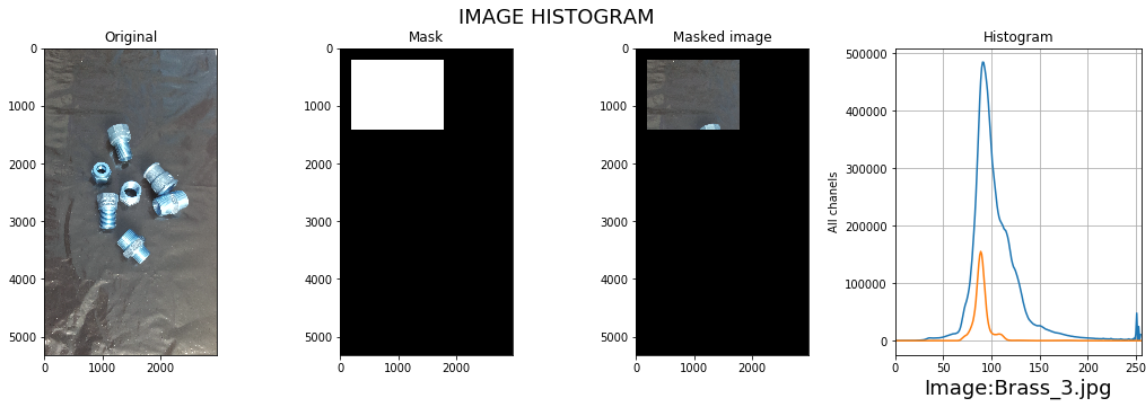 IMAGE HISTOGRAM
Original
0
1000
2000
3000
4000
5000
0 1000 2000
Mask
0
1000
2000
3000
4000
5000
0 1000 2000
Masked image
0
1000
2000
3000
4000
5000
0 1000 2000
Histogram
All chanels
500000
400000
300000
200000
100000
0
0 50 100 150 200 250
Image:Brass_3.jpg